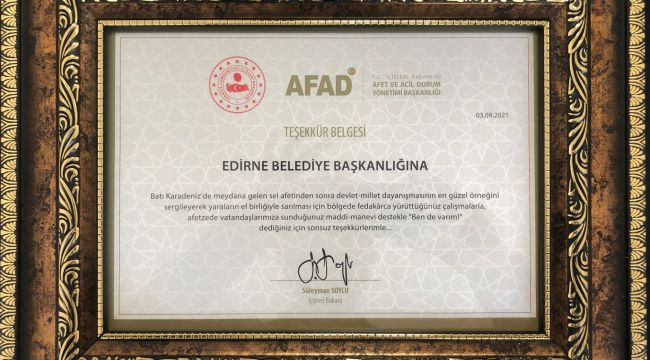 AFAD
T.C. İÇİŞLERİ BAKANLIĞI
AFET VE ACİL DURUM
YÖNETİMİ BAŞKANLIĞI
03.09.2021
TEŞEKKÜR BELGESİ
EDİRNE BELEDİYE BAŞKANLIĞINA
Batı Karadeniz'de meydana gelen sel afetinden sonra devlet-millet dayanışmasının en güzel örneğini
sergileyerek yaraların el birliğiyle sarılması için bölgede fedakârca yürüttüğünüz çalışmalarla,
afetzede vatandaşlarımıza sunduğunuz maddi-manevi destekle "Ben de varım!"
dediğiniz için sonsuz teşekkürlerimle...
Süleyman SOYLU
İçişleri Bakanı